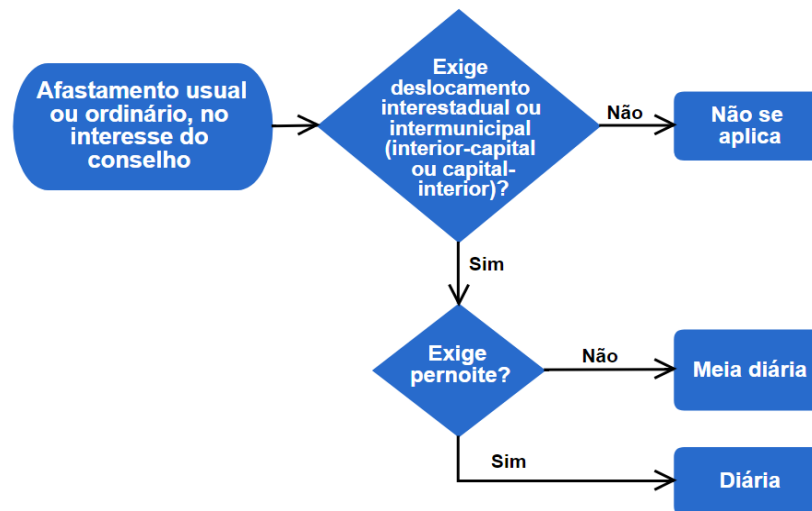 Afastamento usual
ou ordinário, no
interesse do
conselho
Exige
deslocamento
interestadual ou
intermunicipal
(interior-capital
ou capital-
interior)?
Não
Não se
aplica
Sim
Exige
pernoite?
Não
Meia diária
Sim
Diária